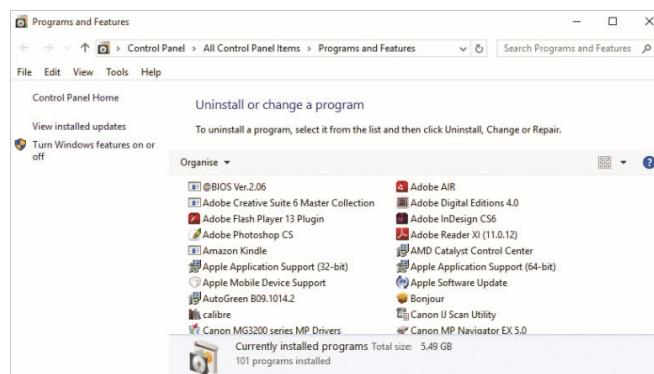 Programs and Features
Control Panel > All Control Panel Items > Programs and Features
Search Programs and Features
File Edit View Tools Help
Control Panel Home
View installed updates
Turn Windows features on or
off
Uninstall or change a program
To uninstall a program, select it from the list and then click Uninstall, Change or Repair.
Organise
@BIOS Ver.2.06
Adobe AIR
Adobe Creative Suite 6 Master Collection
Adobe Digital Editions 4.0
Adobe Flash Player 13 Plugin
Adobe InDesign CS6
Adobe Photoshop CS
Adobe Reader XI (11.0.12)
Amazon Kindle
AMD Catalyst Control Center
Apple Application Support (32-bit)
Apple Application Support (64-bit)
Apple Mobile Device Support
Apple Software Update
AutoGreen B09.1014.2
Bonjour
calibre
Canon IJ Scan Utility
Canon MG3200 series MP Drivers
Canon MP Navigator EX 5.0
Currently installed programs Total size: 5.49 GB
101 programs installed